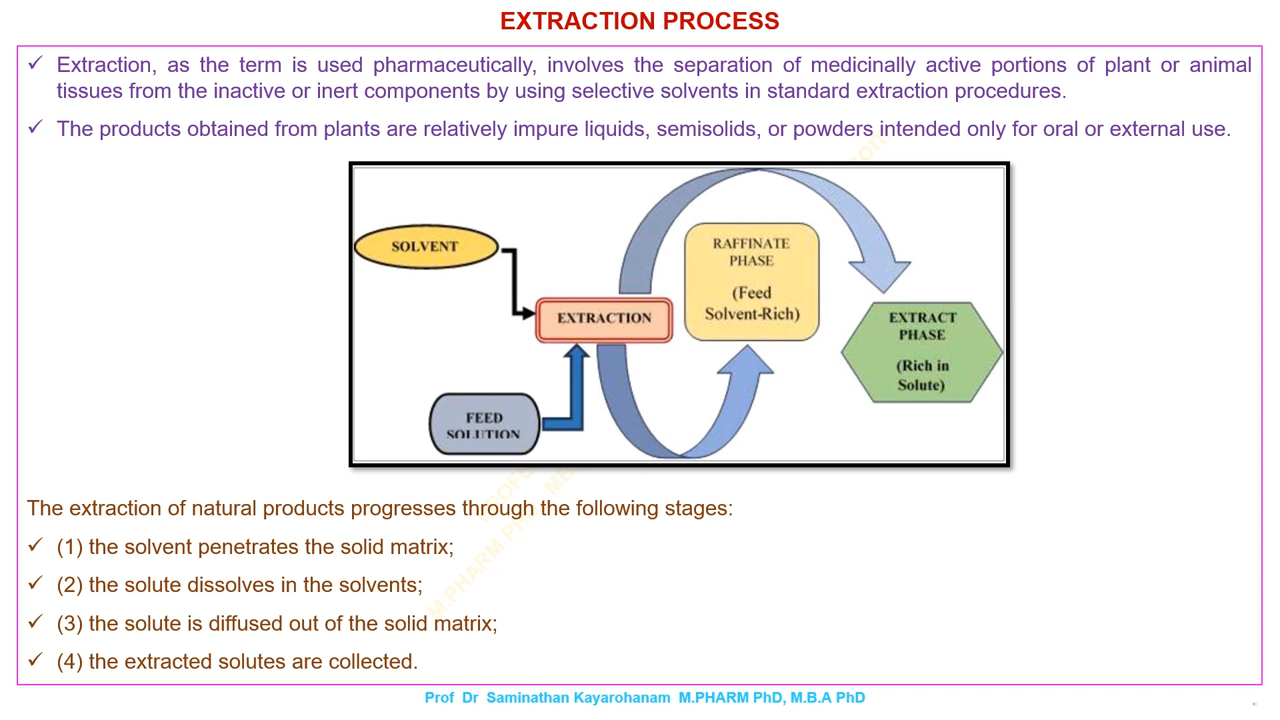 EXTRACTION PROCESS
✓ Extraction, as the term is used pharmaceutically, involves the separation of medicinally active portions of plant or animal
tissues from the inactive or inert components by using selective solvents in standard extraction procedures.
✓ The products obtained from plants are relatively impure liquids, semisolids, or powders intended only for oral or external use.
SOLVENT
EXTRACTION
FEED
SOLUTION
RAFFINATE
PHASE
(Feed
Solvent-Rich)
EXTRACT
PHASE
(Rich in
Solute)
The extraction of natural products progresses through the following stages:
✓ (1) the solvent penetrates the solid matrix;
✓ (2) the solute dissolves in the solvents;
✓ (3) the solute is diffused out of the solid matrix;
✓ (4) the extracted solutes are collected.
M.PHARM
Prof Dr Saminathan Kayarohanam M.PHARM PhD, M.B.A PhD